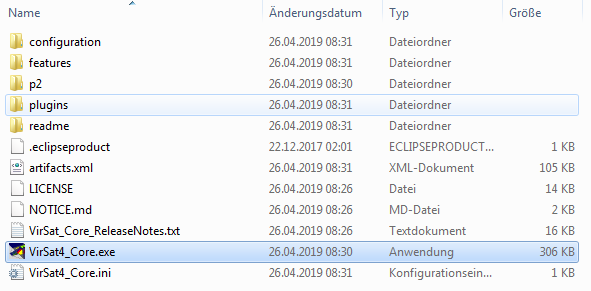 Name Änderungsdatum Typ Größe
configuration 26.04.2019 08:31 Dateiordner
features 26.04.2019 08:31 Dateiordner
p2 26.04.2019 08:30 Dateiordner
plugins 26.04.2019 08:31 Dateiordner
readme 26.04.2019 08:31 Dateiordner
.eclipseproduct 22.12.2017 02:01 ECLIPSEPRODUCT... 1 KB
artifacts.xml 26.04.2019 08:31 XML-Dokument 105 KB
LICENSE 26.04.2019 08:26 Datei 14 KB
NOTICE.md 26.04.2019 08:26 MD-Datei 2 KB
VirSat_Core_ReleaseNotes.txt 26.04.2019 08:26 Textdokument 16 KB
VirSat4_Core.exe 26.04.2019 08:30 Anwendung 306 KB
VirSat4_Core.ini 26.04.2019 08:31 Konfigurationsein... 1 KB